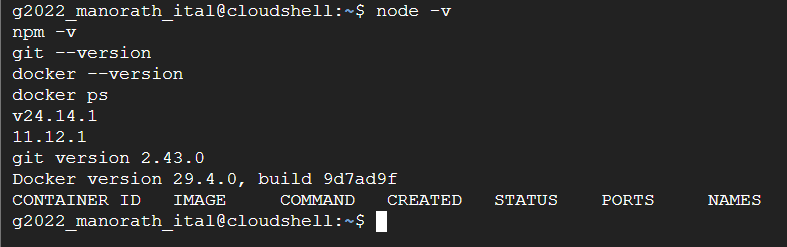 g2022_manorath_ital@cloudshell:~$ node -v
npm -v
git --version
docker --version
docker ps
v24.14.1
11.12.1
git version 2.43.0
Docker version 29.4.0, build 9d7ad9f
CONTAINER ID   IMAGE     COMMAND   CREATED   STATUS    PORTS     NAMES
g2022_manorath_ital@cloudshell:~$